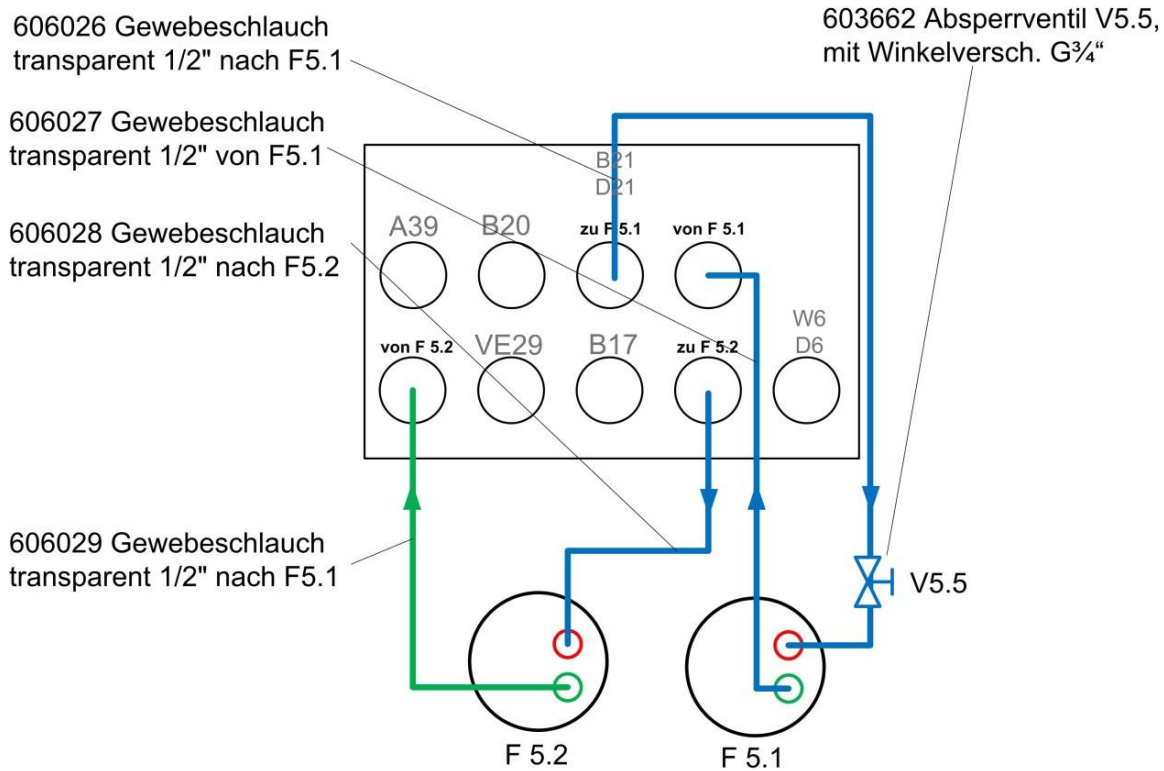 606026 Gewebeschlauch
transparent 1/2" nach F5.1
603662 Absperrventil V5.5,
mit Winkelversch. G¾“
606027 Gewebeschlauch
transparent 1/2" von F5.1
606028 Gewebeschlauch
transparent 1/2" nach F5.2
606029 Gewebeschlauch
transparent 1/2" nach F5.1
B21
D21
A39
B20
zu F 5.1
von F 5.1
von F 5.2
VE29
B17
zu F 5.2
W6
D6
V5.5
F 5.2
F 5.1